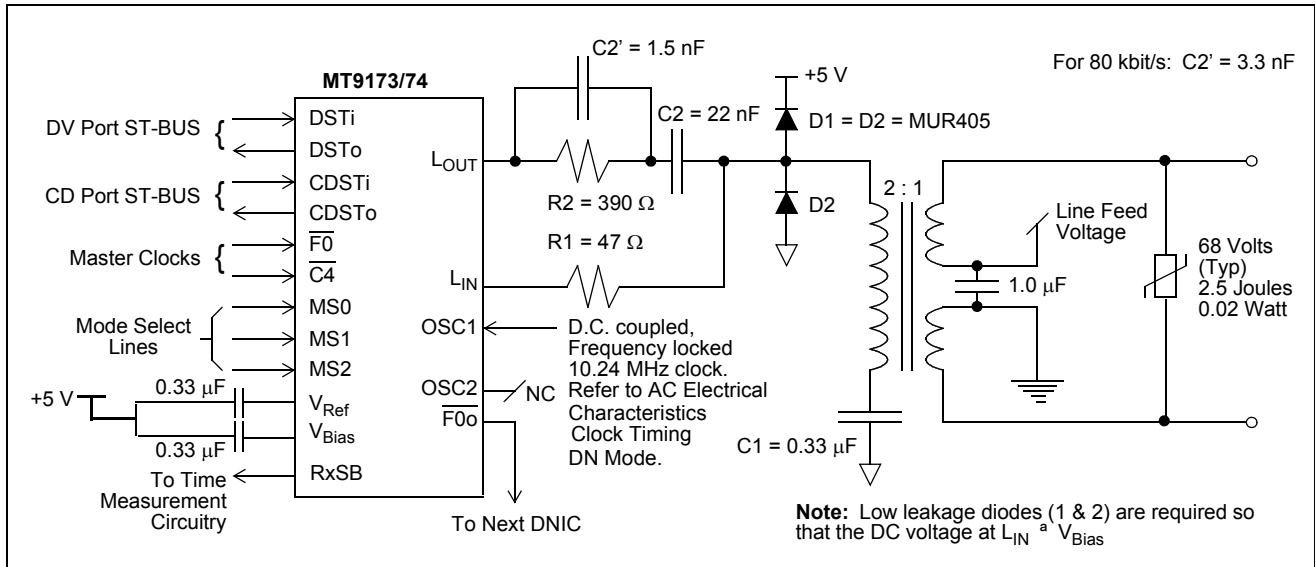 C2' = 1.5 nF
For 80 kbit/s: C2' = 3.3 nF
MT9173/74
+5 V
DV Port ST-BUS {
DSTi
DSTo
C2 = 22 nF
D1 = D2 = MUR405
LOUT
CD Port ST-BUS {
CDSTi
CDSTo
R2 = 390 Ω
D2
2 : 1
Line Feed
Voltage
Master Clocks {
F0
C4
R1 = 47 Ω
LIN
68 Volts
(Typ)
2.5 Joules
0.02 Watt
1.0 μF
Mode Select
Lines
MS0
MS1
MS2
OSC1
D.C. coupled,
Frequency locked
10.24 MHz clock.
Refer to AC Electrical
Characteristics
Clock Timing
DN Mode.
OSC2
NC
F0o
+5 V
0.33 μF
VRef
0.33 μF
VBias
C1 = 0.33 μF
RxSB
To Time
Measurement
Circuitry
To Next DNIC
Note: Low leakage diodes (1 & 2) are required so
that the DC voltage at LIN ª VBias